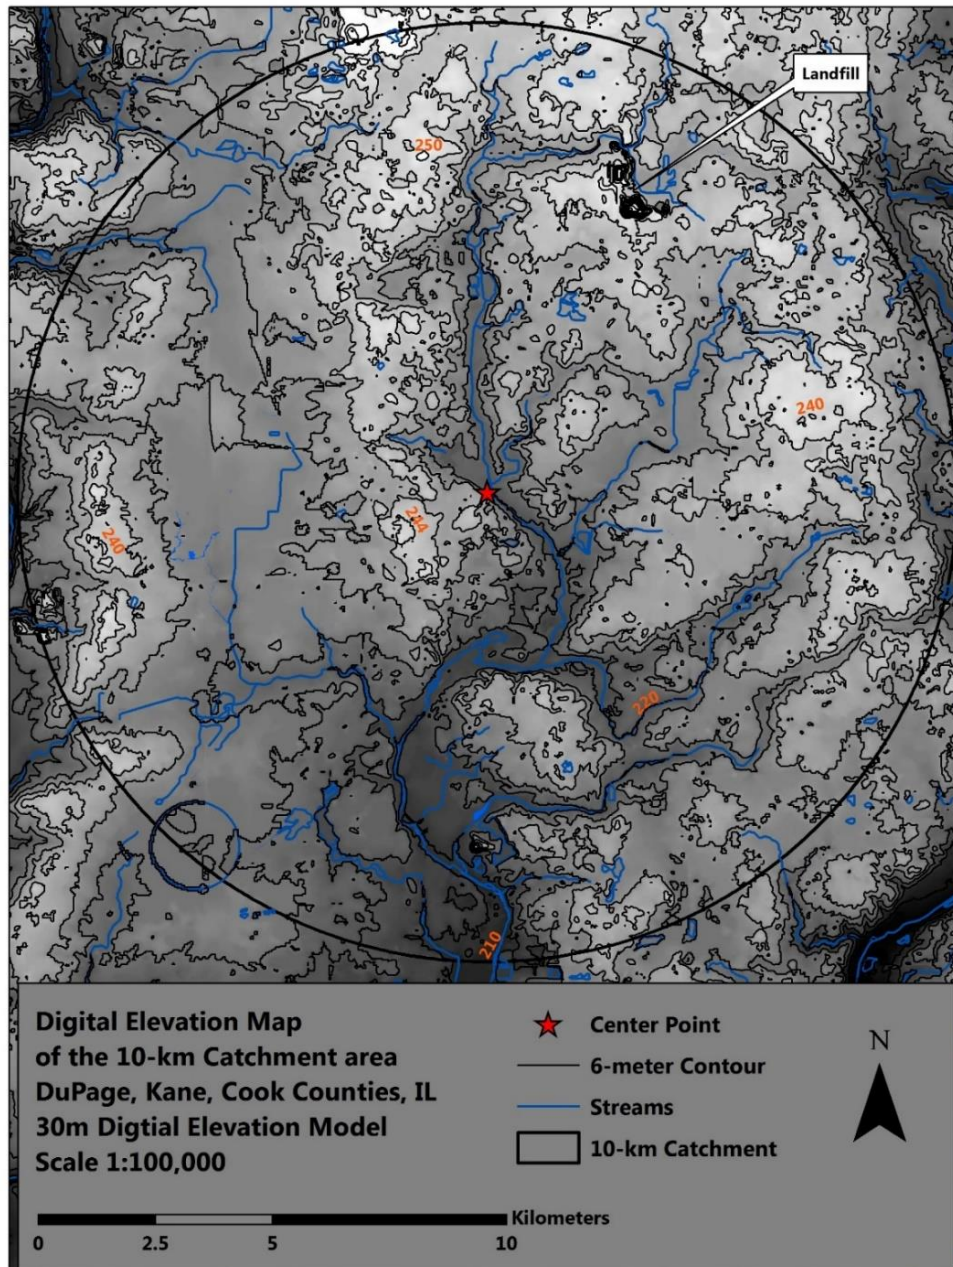 Landfill
250
240
244
240
220
210
Digital Elevation Map
of the 10-km Catchment area
DuPage, Kane, Cook Counties, IL
30m Digtial Elevation Model
Scale 1:100,000
Center Point
6-meter Contour
Streams
10-km Catchment
N
Kilometers
0 2.5 5 10